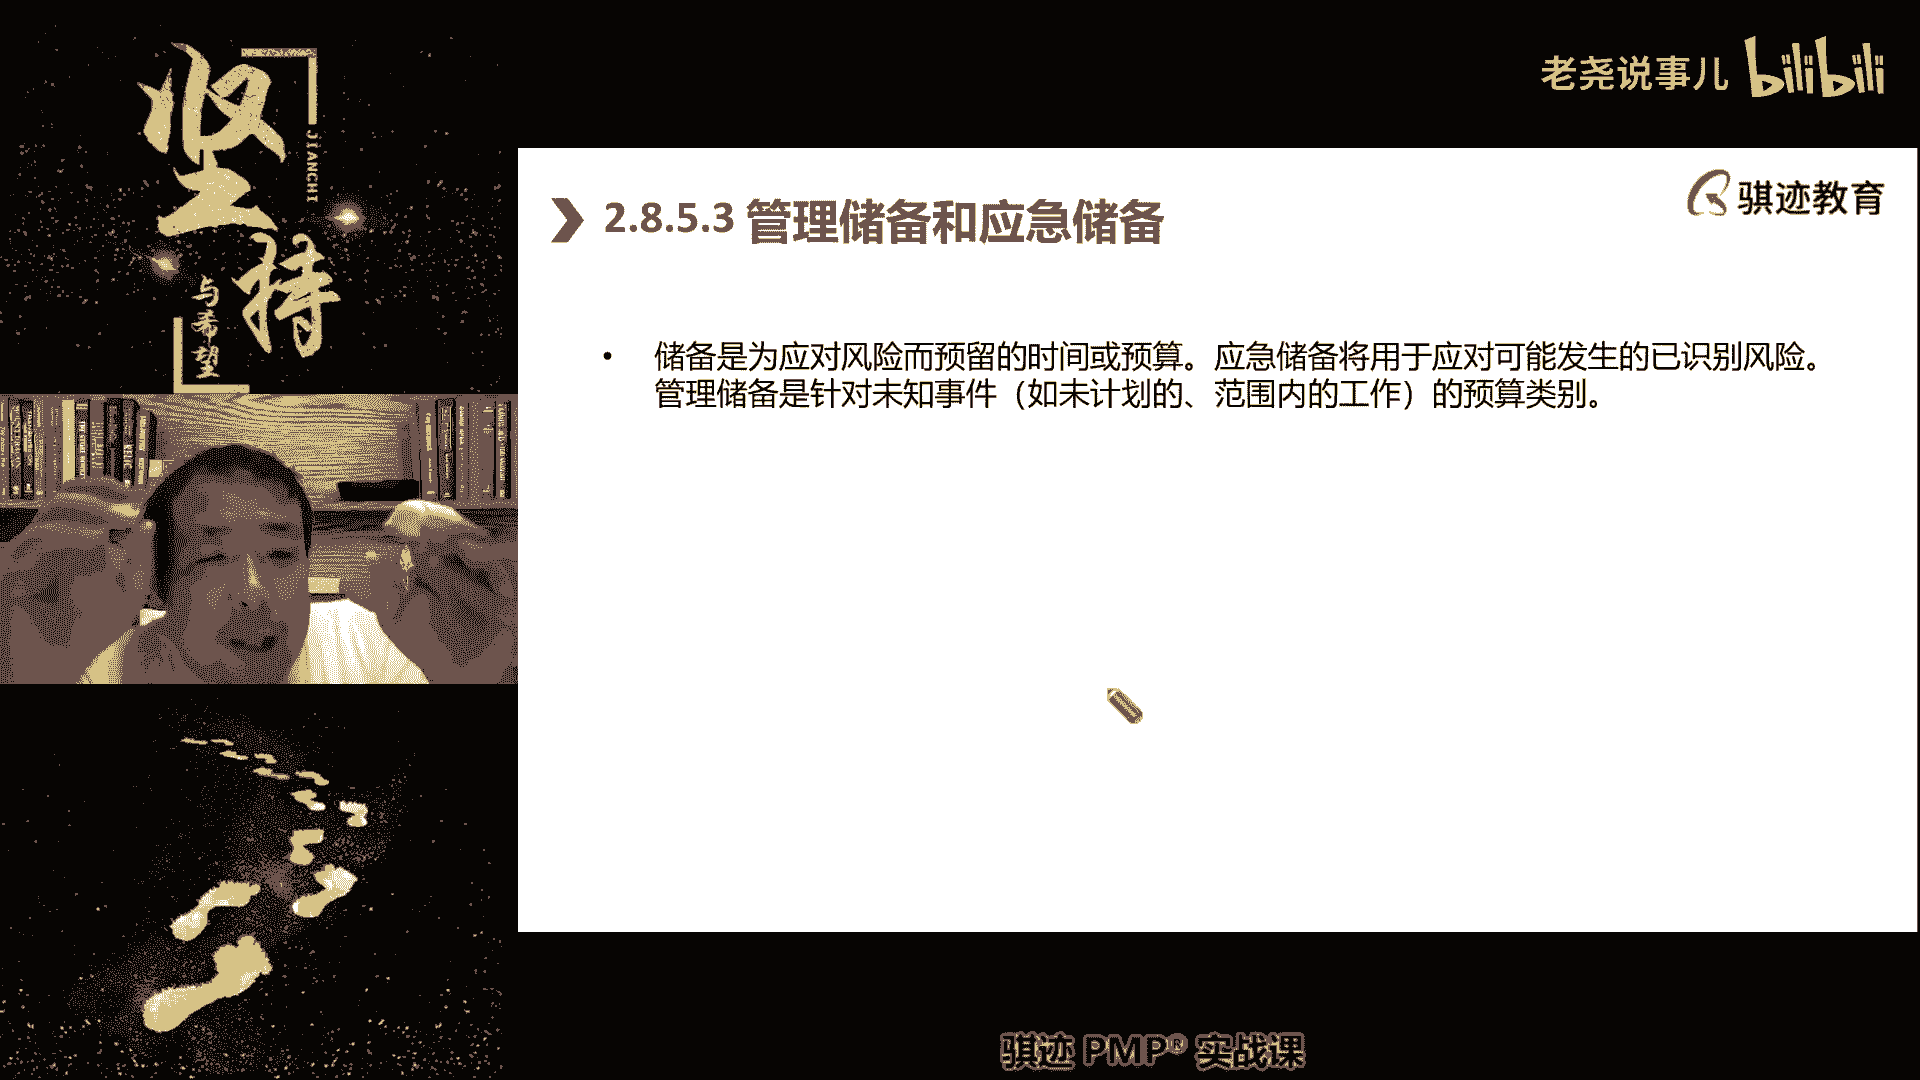 坚持
JIANCHI
与希望
老尧说事儿 bilibili
骐迹教育
2.8.5.3 管理储备和应急储备
• 储备是为应对风险而预留的时间或预算。应急储备将用于应对可能发生的已识别风险。
管理储备是针对未知事件（如未计划的、范围内的工作）的预算类别。
骐迹 PMP® 实战课